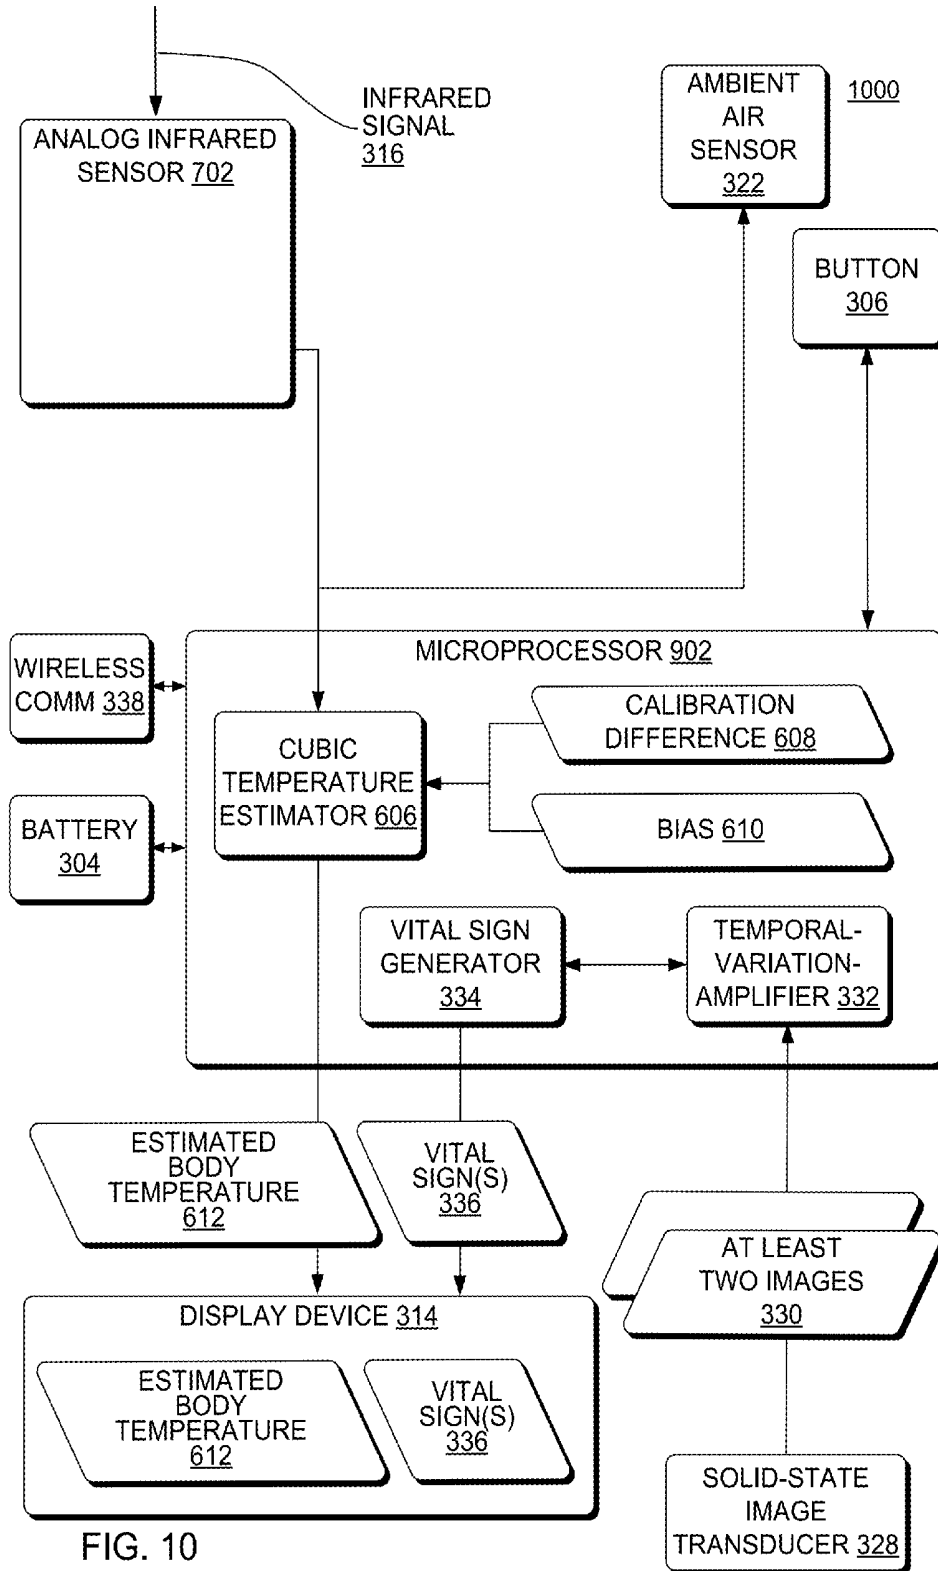 INFRARED
SIGNAL
316
ANALOG INFRARED
SENSOR 702
AMBIENT
AIR
SENSOR
322
1000
BUTTON
306
MICROPROCESSOR 902
WIRELESS
COMM 338
BATTERY
304
CUBIC
TEMPERATURE
ESTIMATOR 606
CALIBRATION
DIFFERENCE 608
BIAS 610
VITAL SIGN
GENERATOR
334
TEMPORAL-
VARIATION-
AMPLIFIER 332
ESTIMATED
BODY
TEMPERATURE
612
VITAL
SIGN(S)
336
AT LEAST
TWO IMAGES
330
DISPLAY DEVICE 314
ESTIMATED
BODY
TEMPERATURE
612
VITAL
SIGN(S)
336
SOLID-STATE
IMAGE
TRANSDUCER 328
FIG. 10